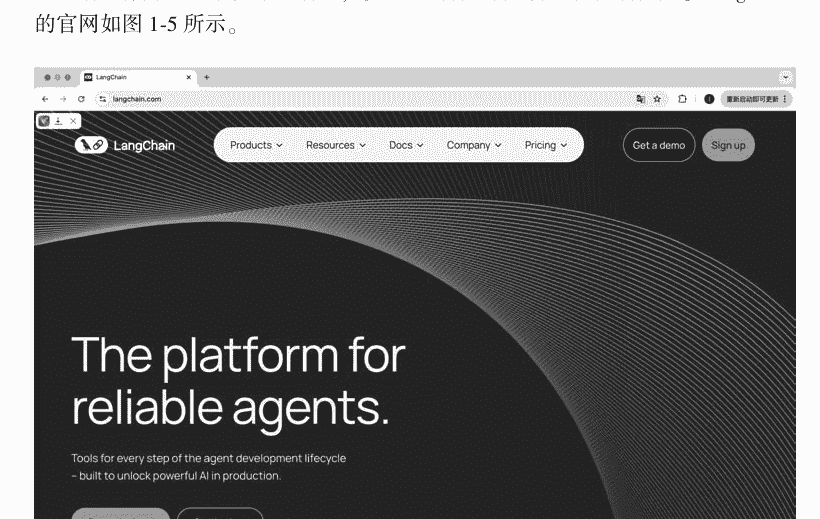 的官网如图 1-5 所示。
LangChain
langchain.com
重新启动即可更新
LangChain
Products
Resources
Docs
Company
Pricing
Get a demo
Sign up
The platform for
reliable agents.
Tools for every step of the agent development lifecycle
– built to unlock powerful AI in production.